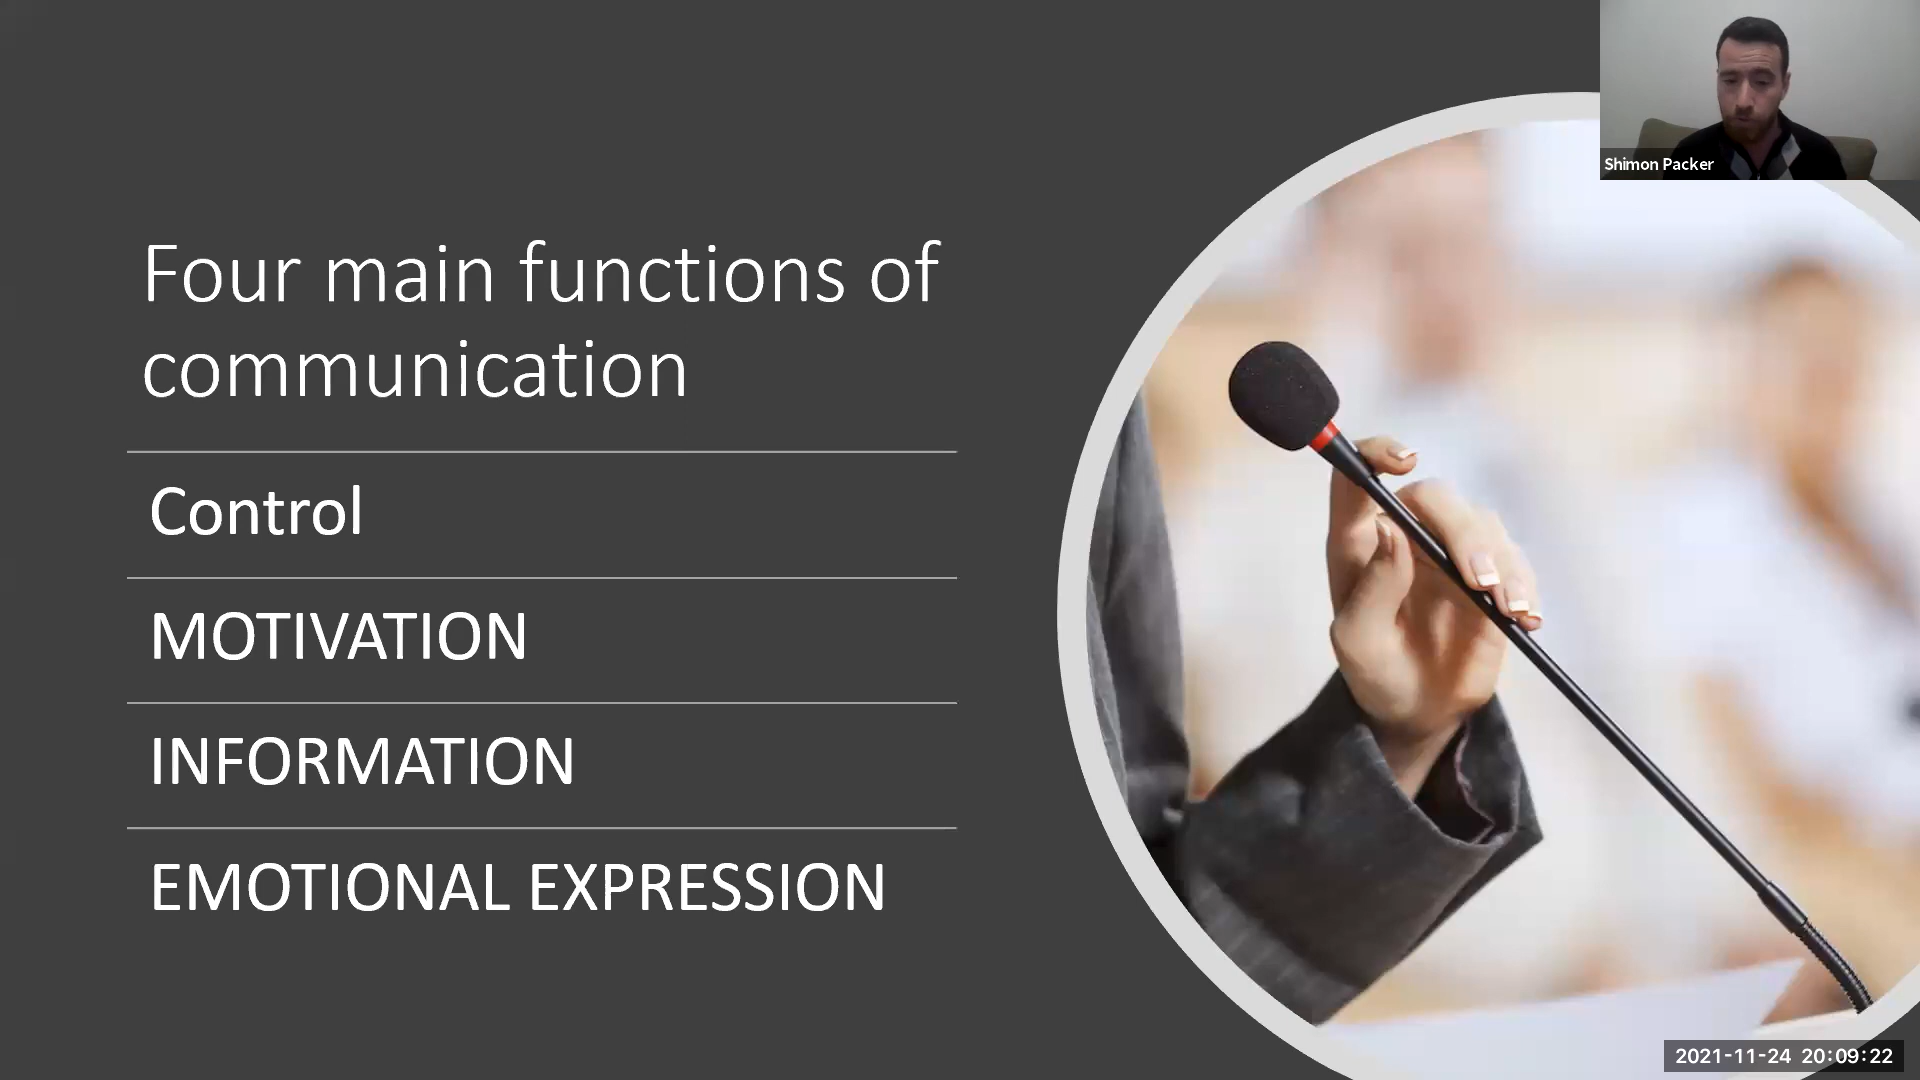 Shimon Packer
Four main functions of
communication
Control
MOTIVATION
INFORMATION
EMOTIONAL EXPRESSION
2021-11-24 20:09:22